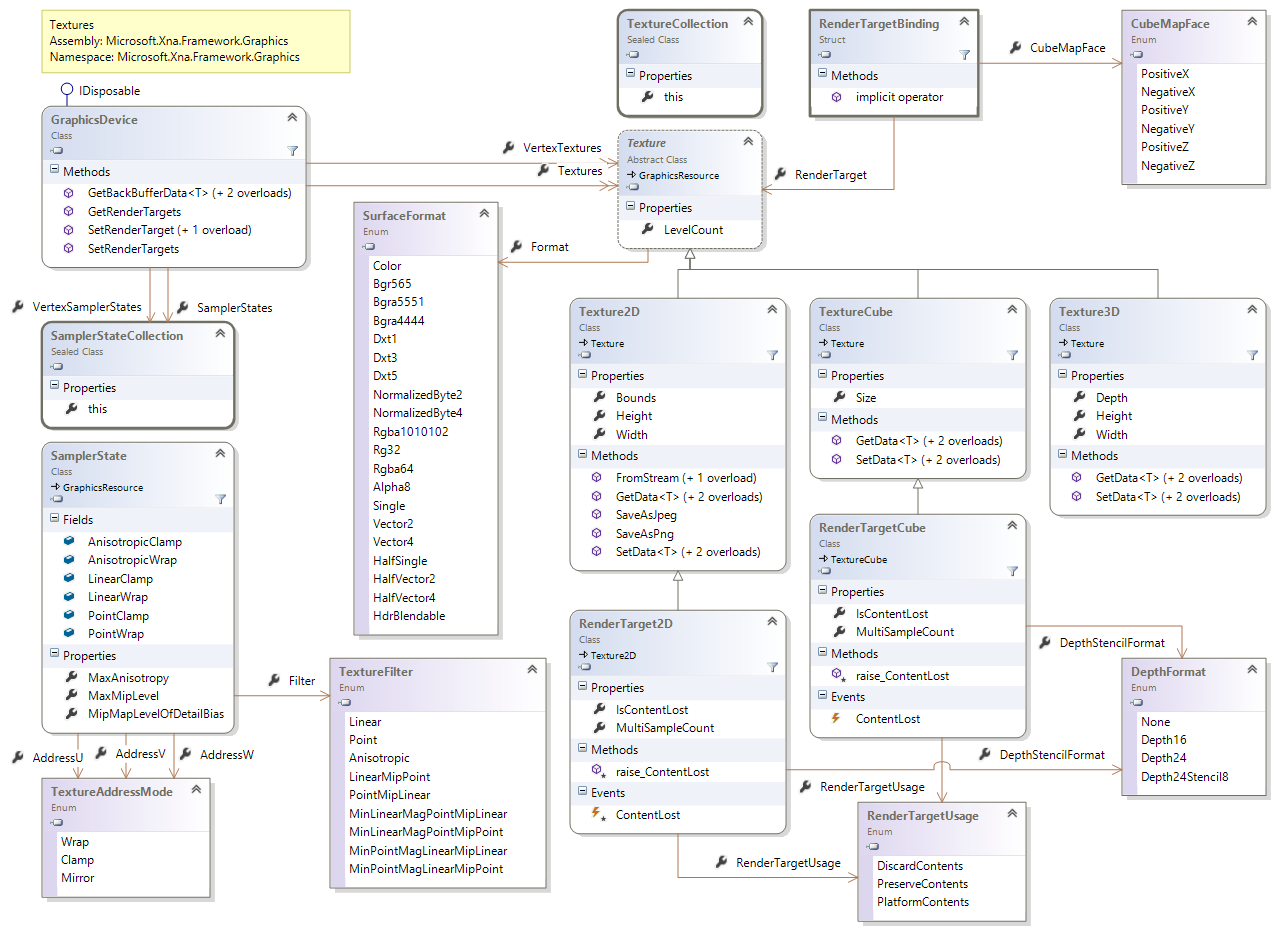 Textures
Assembly: Microsoft.Xna.Framework.Graphics
Namespace: Microsoft.Xna.Framework.Graphics
IDisposable
GraphicsDevice
Class
Methods
GetBackBufferData<T> (+ 2 overloads)
GetRenderTargets
SetRenderTarget (+ 1 overload)
SetRenderTargets
VertexTextures
Textures
VertexSamplerStates
SamplerStates
SamplerStateCollection
Sealed Class
Properties
this
SamplerState
Class
GraphicsResource
Fields
AnisotropicClamp
AnisotropicWrap
LinearClamp
LinearWrap
PointClamp
PointWrap
Properties
MaxAnisotropy
MaxMipLevel
MipMapLevelOfDetailBias
Filter
AddressU
AddressV
AddressW
TextureAddressMode
Enum
Wrap
Clamp
Mirror
SurfaceFormat
Enum
Color
Bgr565
Bgra5551
Bgra4444
Dxt1
Dxt3
Dxt5
NormalizedByte2
NormalizedByte4
Rgba1010102
Rg32
Rgba64
Alpha8
Single
Vector2
Vector4
HalfSingle
HalfVector2
HalfVector4
HdrBlendable
Format
TextureFilter
Enum
Linear
Point
Anisotropic
LinearMipPoint
PointMipLinear
MinLinearMagPointMipLinear
MinLinearMagPointMipPoint
MinPointMagLinearMipLinear
MinPointMagLinearMipPoint
TextureCollection
Sealed Class
Properties
this
Texture
Abstract Class
GraphicsResource
Properties
LevelCount
RenderTargetBinding
Struct
Methods
implicit operator
CubeMapFace
RenderTarget
CubeMapFace
Enum
PositiveX
NegativeX
PositiveY
NegativeY
PositiveZ
NegativeZ
Texture2D
Class
Texture
Properties
Bounds
Height
Width
Methods
FromStream (+ 1 overload)
GetData<T> (+ 2 overloads)
SaveAsJpeg
SaveAsPng
SetData<T> (+ 2 overloads)
TextureCube
Class
Texture
Properties
Size
Methods
GetData<T> (+ 2 overloads)
SetData<T> (+ 2 overloads)
Texture3D
Class
Texture
Properties
Depth
Height
Width
Methods
GetData<T> (+ 2 overloads)
SetData<T> (+ 2 overloads)
RenderTarget2D
Class
Texture2D
Properties
IsContentLost
MultiSampleCount
Methods
raise_ContentLost
Events
ContentLost
RenderTargetCube
Class
TextureCube
Properties
IsContentLost
MultiSampleCount
Methods
raise_ContentLost
Events
ContentLost
DepthStencilFormat
DepthFormat
Enum
None
Depth16
Depth24
Depth24Stencil8
DepthStencilFormat
RenderTargetUsage
RenderTargetUsage
RenderTargetUsage
Enum
DiscardContents
PreserveContents
PlatformContents